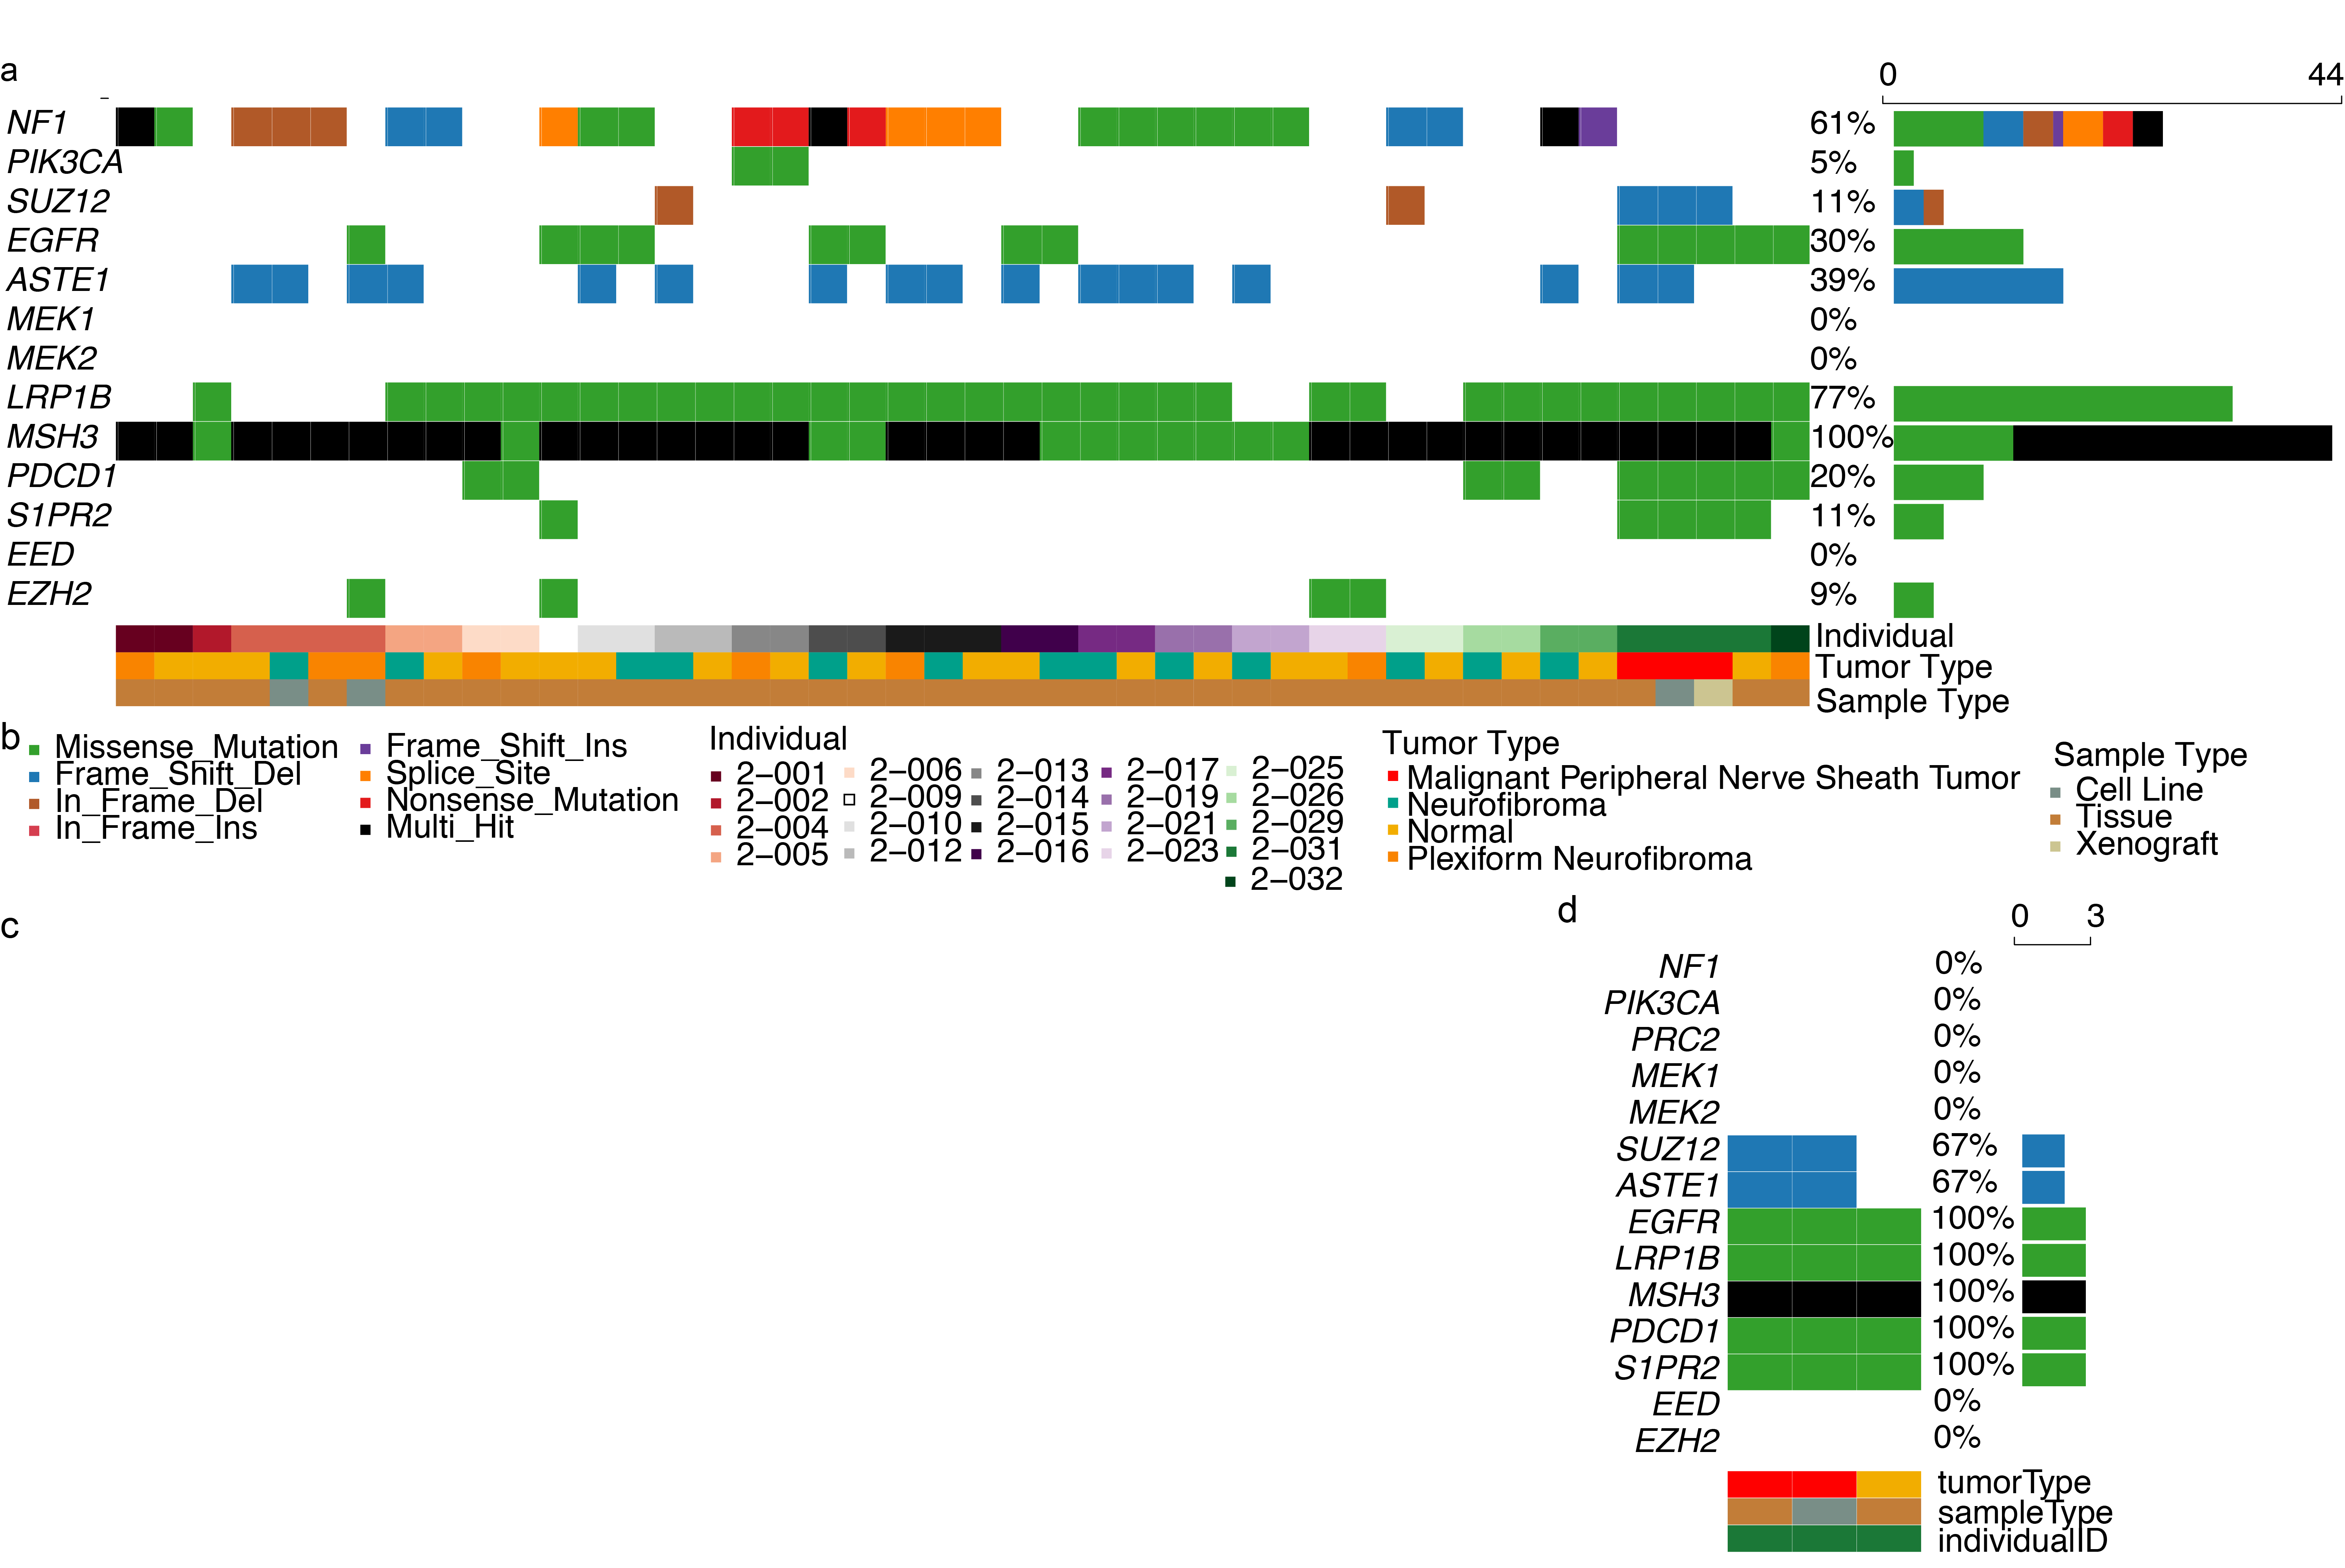 a
0 44
NF1 61%
PIK3CA 5%
SUZ12 11%
EGFR 30%
ASTE1 39%
MEK1 0%
MEK2 0%
LRP1B 77%
MSH3 100%
PDCD1 20%
S1PR2 11%
EED 0%
EZH2 9%
Individual
Tumor Type
Sample Type
b
Missense_Mutation
Frame_Shift_Del
In_Frame_Del
In_Frame_Ins
Frame_Shift_Ins
Splice_Site
Nonsense_Mutation
Multi_Hit
Individual
2−001
2−002
2−004
2−005
2−006
2−009
2−010
2−012
2−013
2−014
2−015
2−016
2−017
2−019
2−021
2−023
2−025
2−026
2−029
2−031
2−032
Tumor Type
Malignant Peripheral Nerve Sheath Tumor
Neurofibroma
Normal
Plexiform Neurofibroma
Sample Type
Cell Line
Tissue
Xenograft
c
d
0 3
NF1 0%
PIK3CA 0%
PRC2 0%
MEK1 0%
MEK2 0%
SUZ12 67%
ASTE1 67%
EGFR 100%
LRP1B 100%
MSH3 100%
PDCD1 100%
S1PR2 100%
EED 0%
EZH2 0%
tumorType
sampleType
individualID